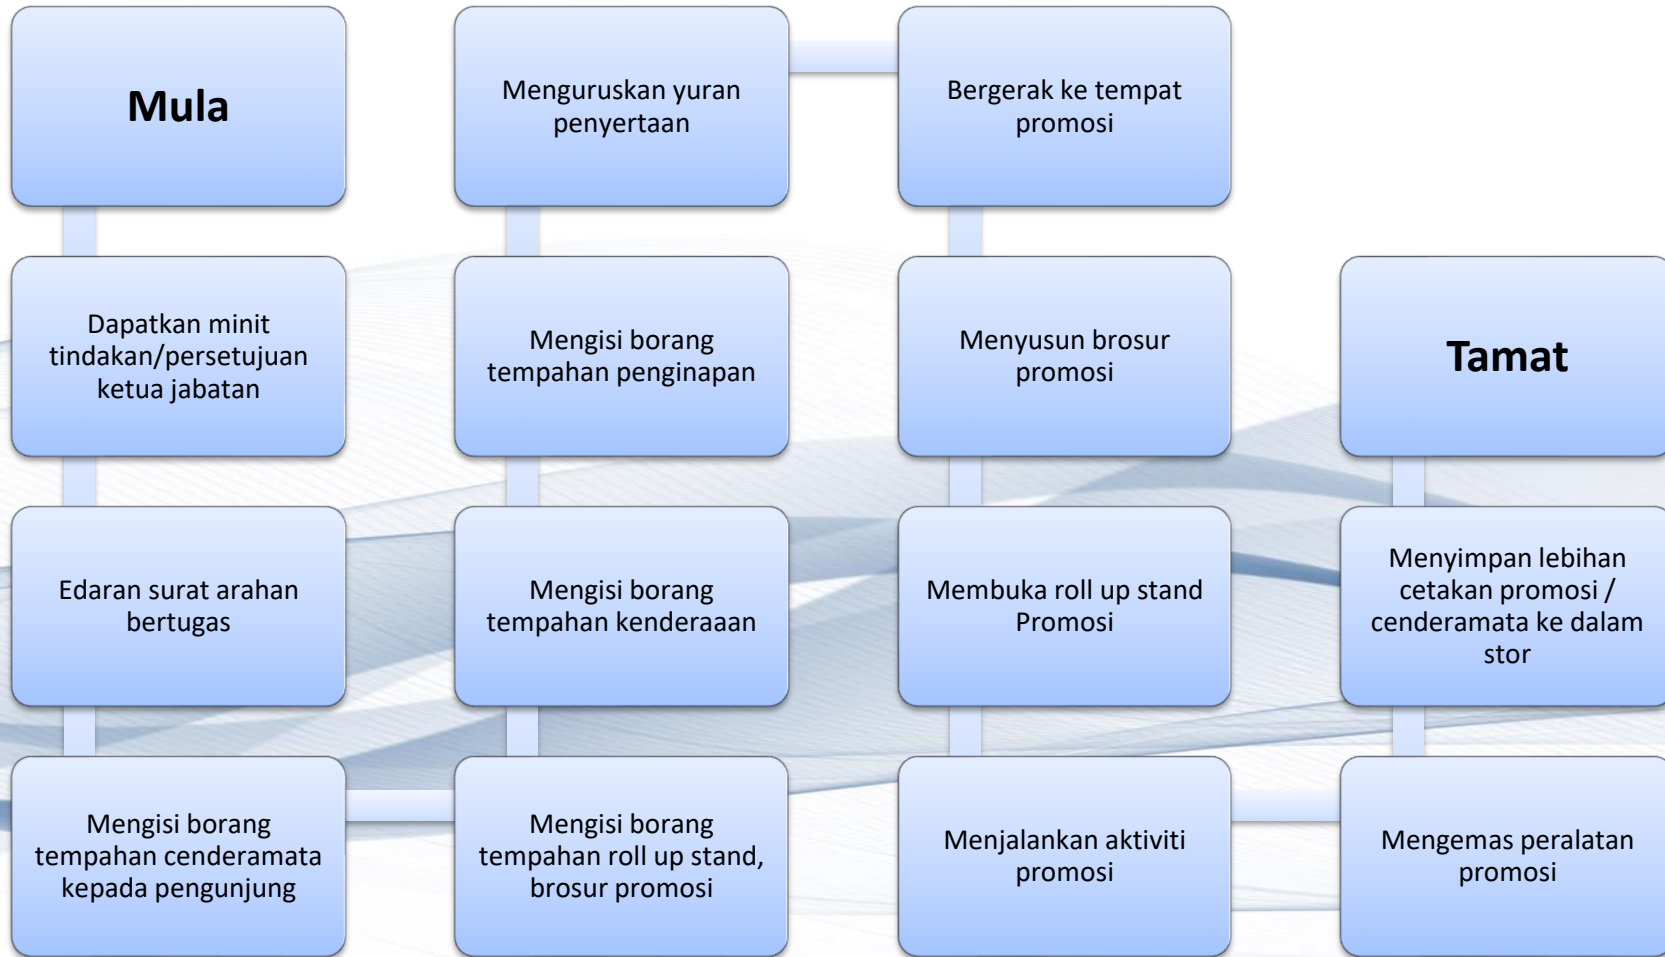 Mula
Dapatkan minit
tindakan/persetujuan
ketua jabatan
Edaran surat arahan
bertugas
Mengisi borang
tempahan cenderamata
kepada pengunjung
Mengisi borang
tempahan roll up stand,
brosur promosi
Mengisi borang
tempahan kenderaaan
Mengisi borang
tempahan penginapan
Menguruskan yuran
penyertaan
Bergerak ke tempat
promosi
Menyusun brosur
promosi
Membuka roll up stand
Promosi
Menjalankan aktiviti
promosi
Mengemas peralatan
promosi
Menyimpan lebihan
cetakan promosi /
cenderamata ke dalam
stor
Tamat